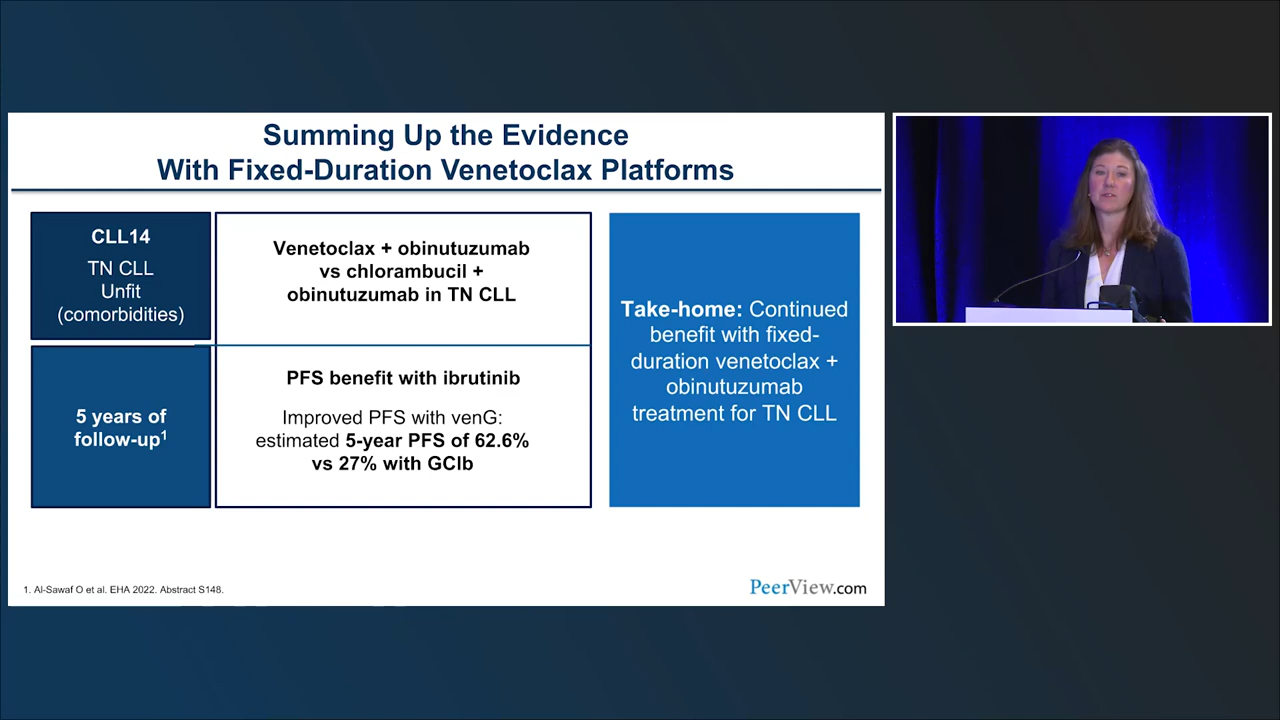 Summing Up the Evidence
With Fixed-Duration Venetoclax Platforms
CLL14
TN CLL
Unfit
(comorbidities)
Venetoclax + obinutuzumab
vs chlorambucil +
obinutuzumab in TN CLL
5 years of
follow-up1
PFS benefit with ibrutinib
Improved PFS with venG:
estimated 5-year PFS of 62.6%
vs 27% with GClb
Take-home: Continued
benefit with fixed-
duration venetoclax +
obinutuzumab
treatment for TN CLL
1. Al-Sawaf O et al. EHA 2022. Abstract S148.
PeerView.com